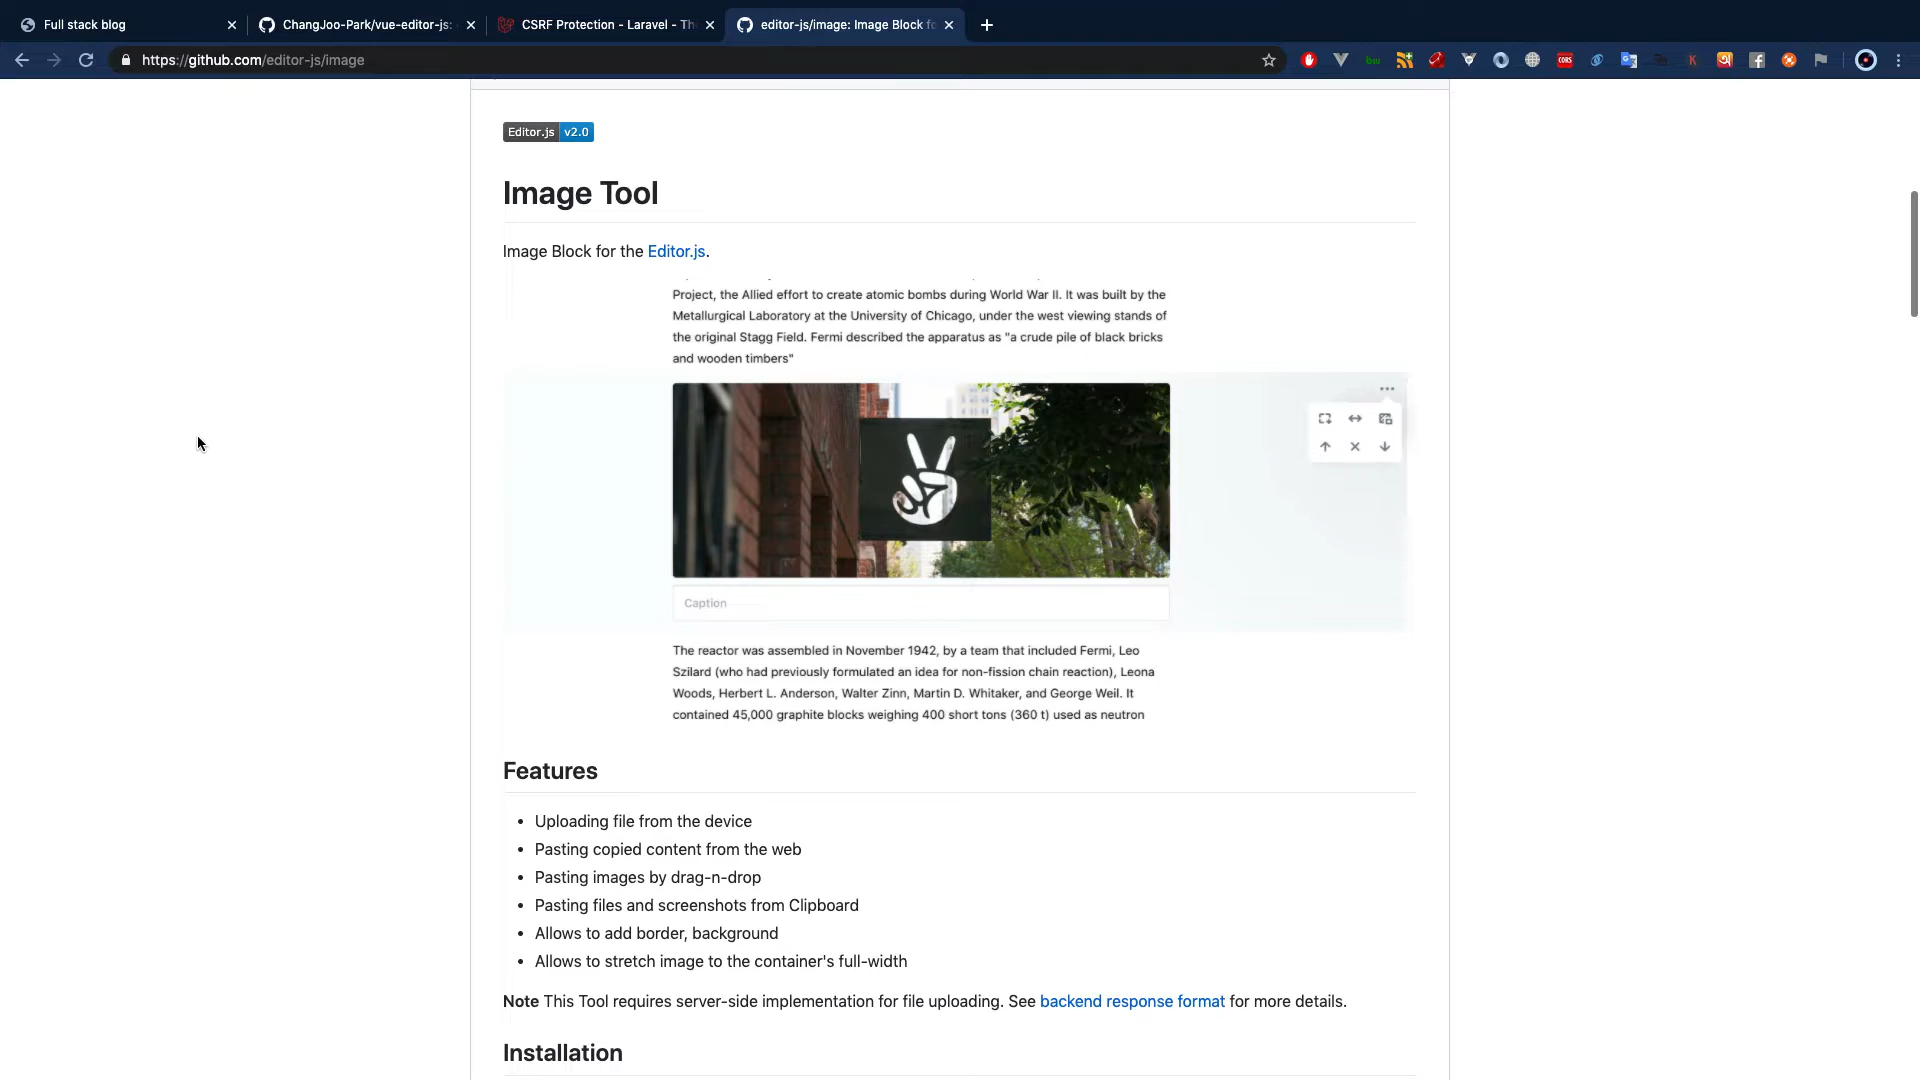 Full stack blog
ChangJoo-Park/vue-editor-js:
CSRF Protection - Laravel - Th
editor-js/image: Image Block fo
https://github.com/editor-js/image
Editor.js v2.0
Image Tool
Image Block for the Editor.js.
Project, the Allied effort to create atomic bombs during World War II. It was built by the
Metallurgical Laboratory at the University of Chicago, under the west viewing stands of
the original Stagg Field. Fermi described the apparatus as "a crude pile of black bricks
and wooden timbers"
Caption
The reactor was assembled in November 1942, by a team that included Fermi, Leo
Szilard (who had previously formulated an idea for non-fission chain reaction), Leona
Woods, Herbert L. Anderson, Walter Zinn, Martin D. Whitaker, and George Weil. It
contained 45,000 graphite blocks weighing 400 short tons (360 t) used as neutron
Features
Uploading file from the device
Pasting copied content from the web
Pasting images by drag-n-drop
Pasting files and screenshots from Clipboard
Allows to add border, background
Allows to stretch image to the container's full-width
Note This Tool requires server-side implementation for file uploading. See backend response format for more details.
Installation